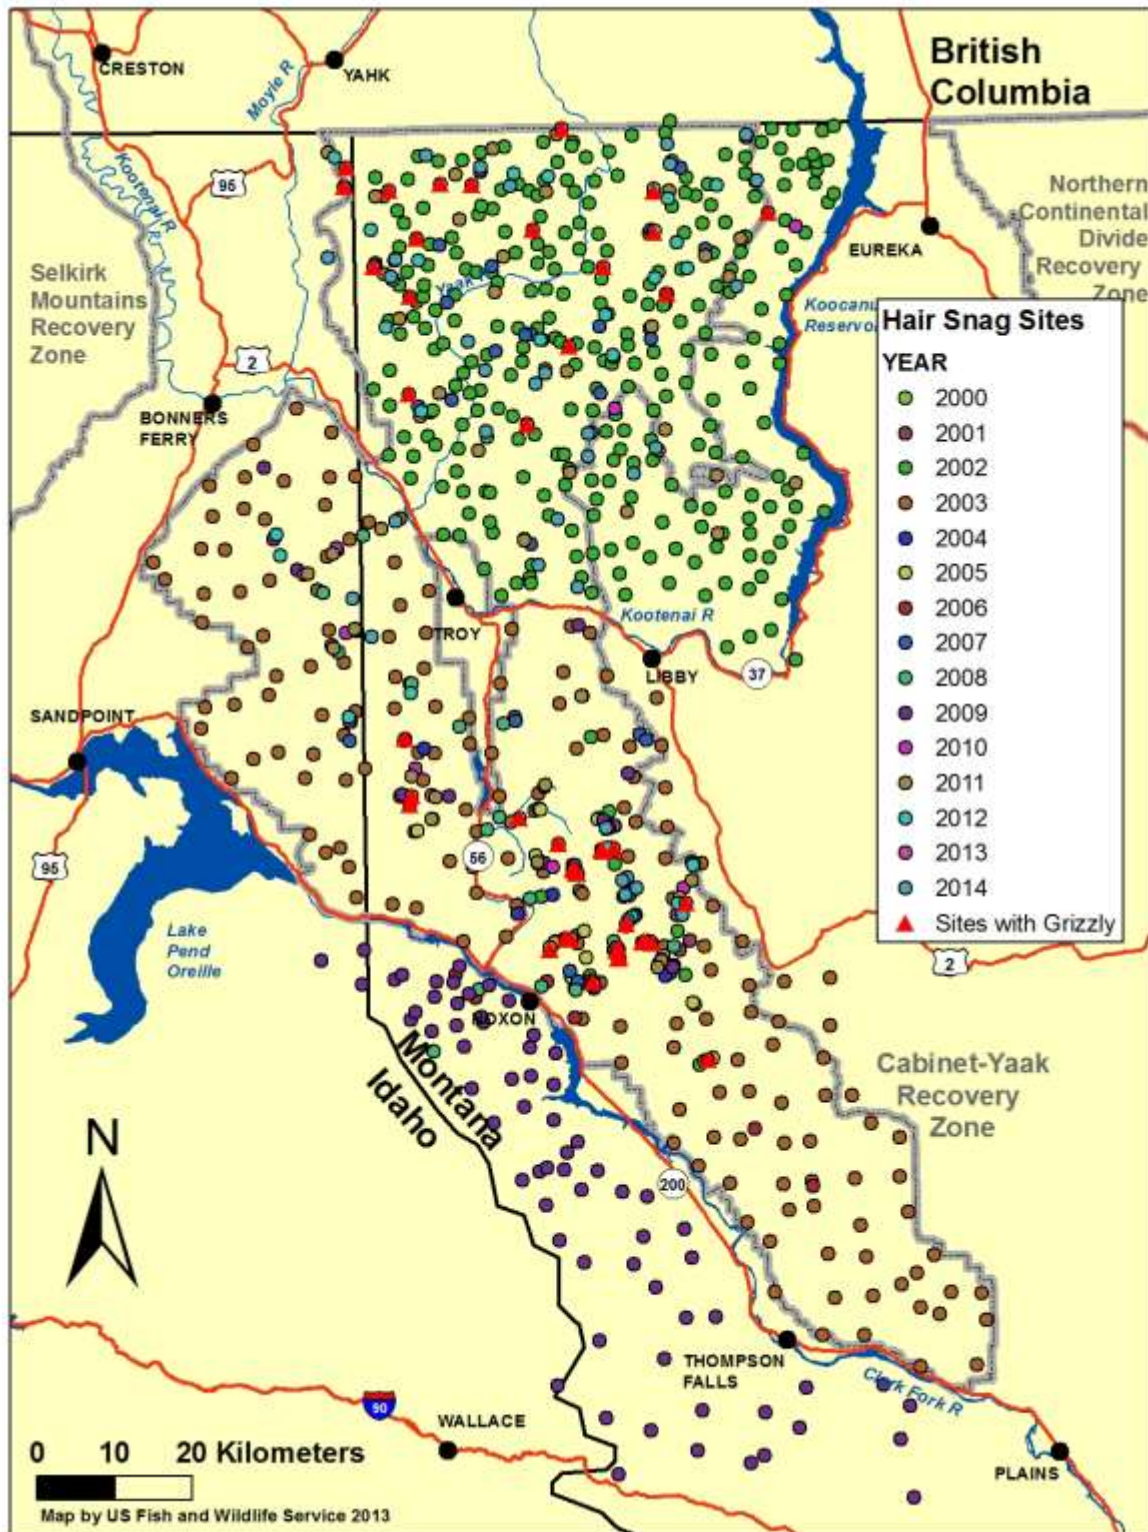 British
Columbia
CRESTON
YAHK
Moyie R
Kootenai R
95
Northern
Continental
Divide
Recovery
Zone
EUREKA
Selkirk
Mountains
Recovery
Zone
Yaak
Koocanu
Reservoi
2
BONNERS
FERRY
Hair Snag Sites
YEAR
2000
2001
2002
2003
2004
2005
2006
2007
2008
2009
2010
2011
2012
2013
2014
Sites with Grizzly
TROY
Kootenai R
LIBBY
37
SANDPOINT
56
95
Lake
Pend
Oreille
2
NOXON
Montana
Idaho
Cabinet-Yaak
Recovery
Zone
N
200
THOMPSON
FALLS
Clark Fork R
90
WALLACE
PLAINS
0 10 20 Kilometers
Map by US Fish and Wildlife Service 2013